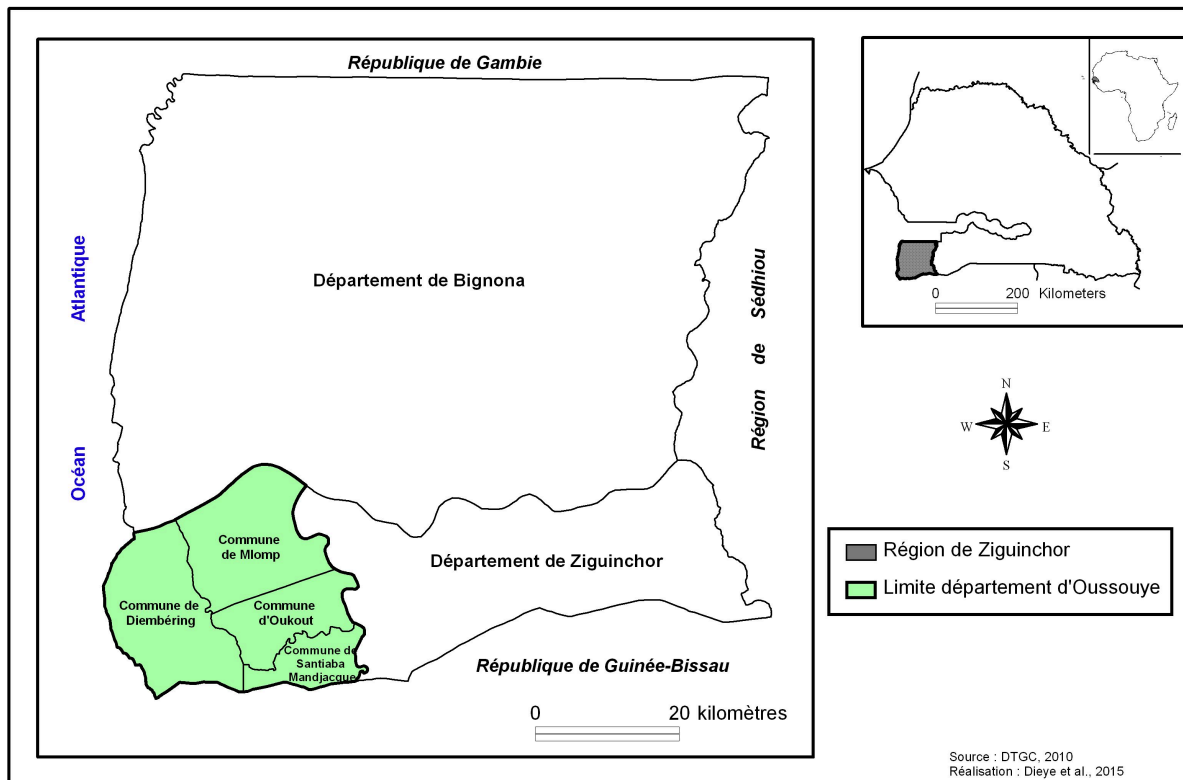 République de Gambie
Atlantique
Océan
Département de Bignona
Région de Sédhiou
Commune
de Mlomp
Département de Ziguinchor
Commune de
Diembéring
Commune
d'Oukout
Commune de
Santiaba
Mandjacque
République de Guinée-Bissau
0 20 kilomètres
0 200 Kilometers
N
W E
S
Région de Ziguinchor
Limite département d'Oussouye
Source : DTGC, 2010
Réalisation : Dieye et al., 2015